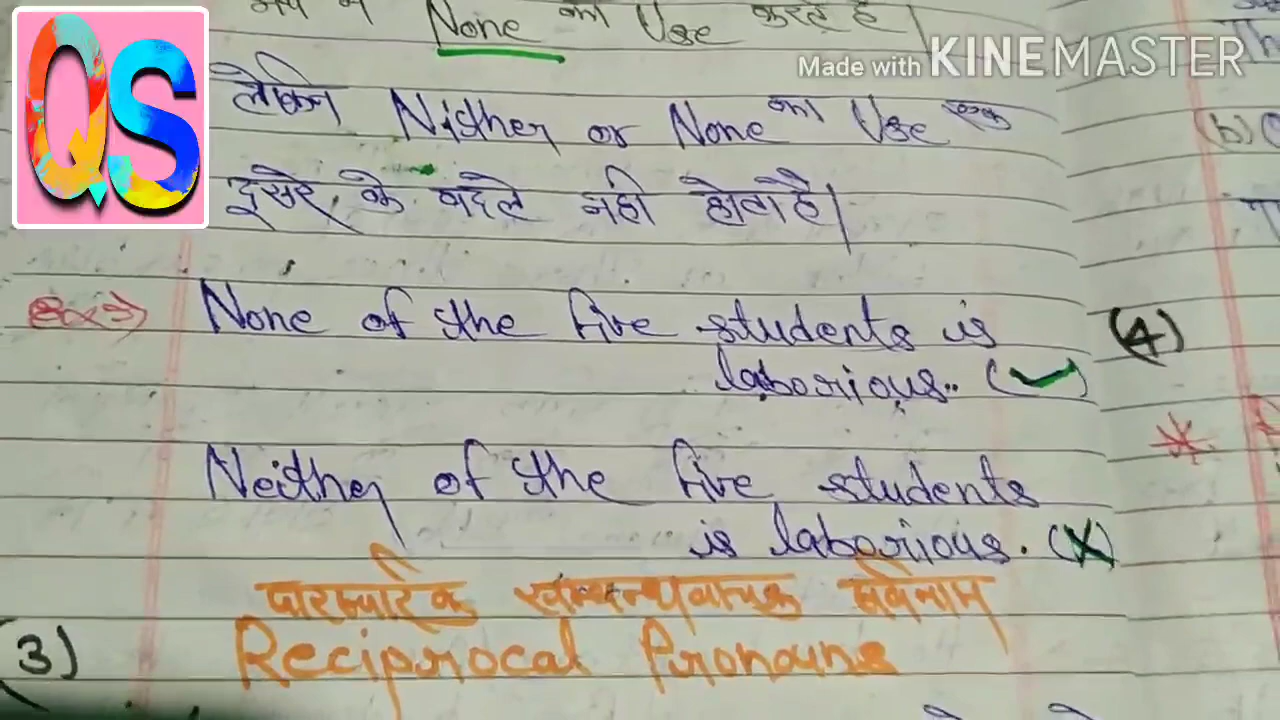 में None का Use करते है।
लेकिन Niether or None का Use एक
दुसरे के बदले नही होता है।
Ex→ None of the five students is
laborious.. (✓)
Neither of the five students
is laborious. (X)
पारस्परिक सम्बन्धवाचक सर्वनाम
3) Reciprocal Pronouns
(4)
(b)
Th
QS
Made with KINEMASTER